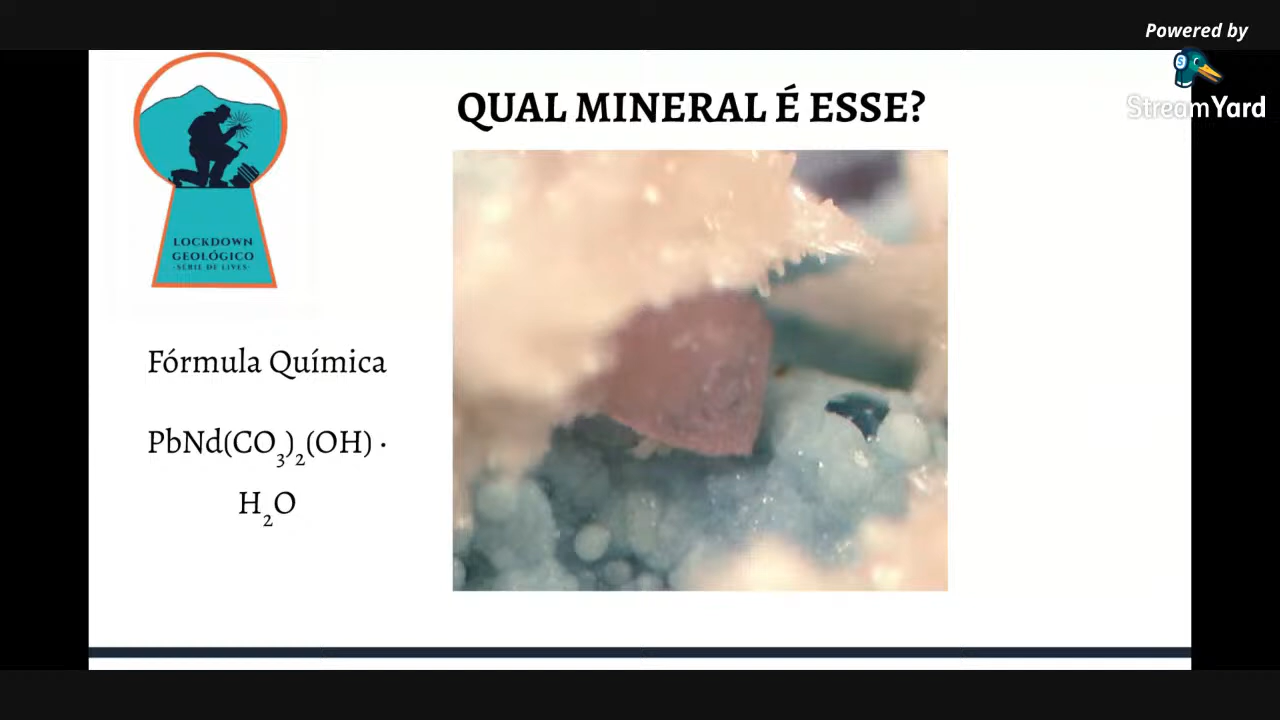 Powered by
StreamYard
QUAL MINERAL É ESSE?
LOCKDOWN
GEOLÓGICO
·SÉRIE DE LIVES·
Fórmula Química
PbNd(CO₃)₂(OH) ·
H₂O